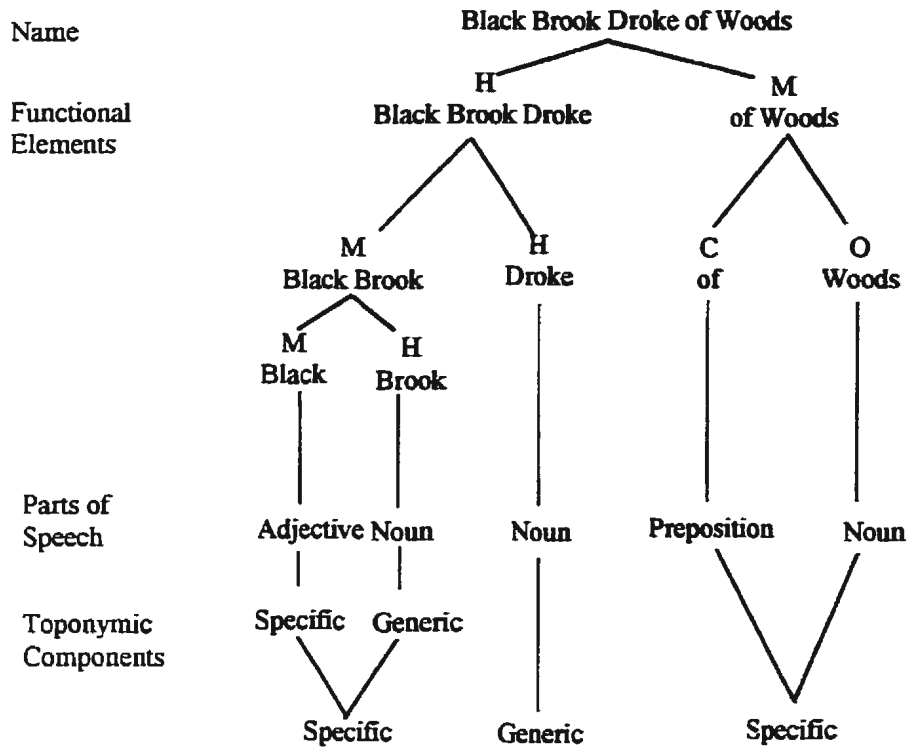 Name
Black Brook Droke of Woods
H
M
Functional
Elements
Black Brook Droke
of Woods
M
H
C
O
Black Brook
Droke
of
Woods
M
H
Black
Brook
Parts of
Speech
Adjective Noun Noun Preposition Noun
Toponymic
Components
Specific Generic
Specific Generic Specific